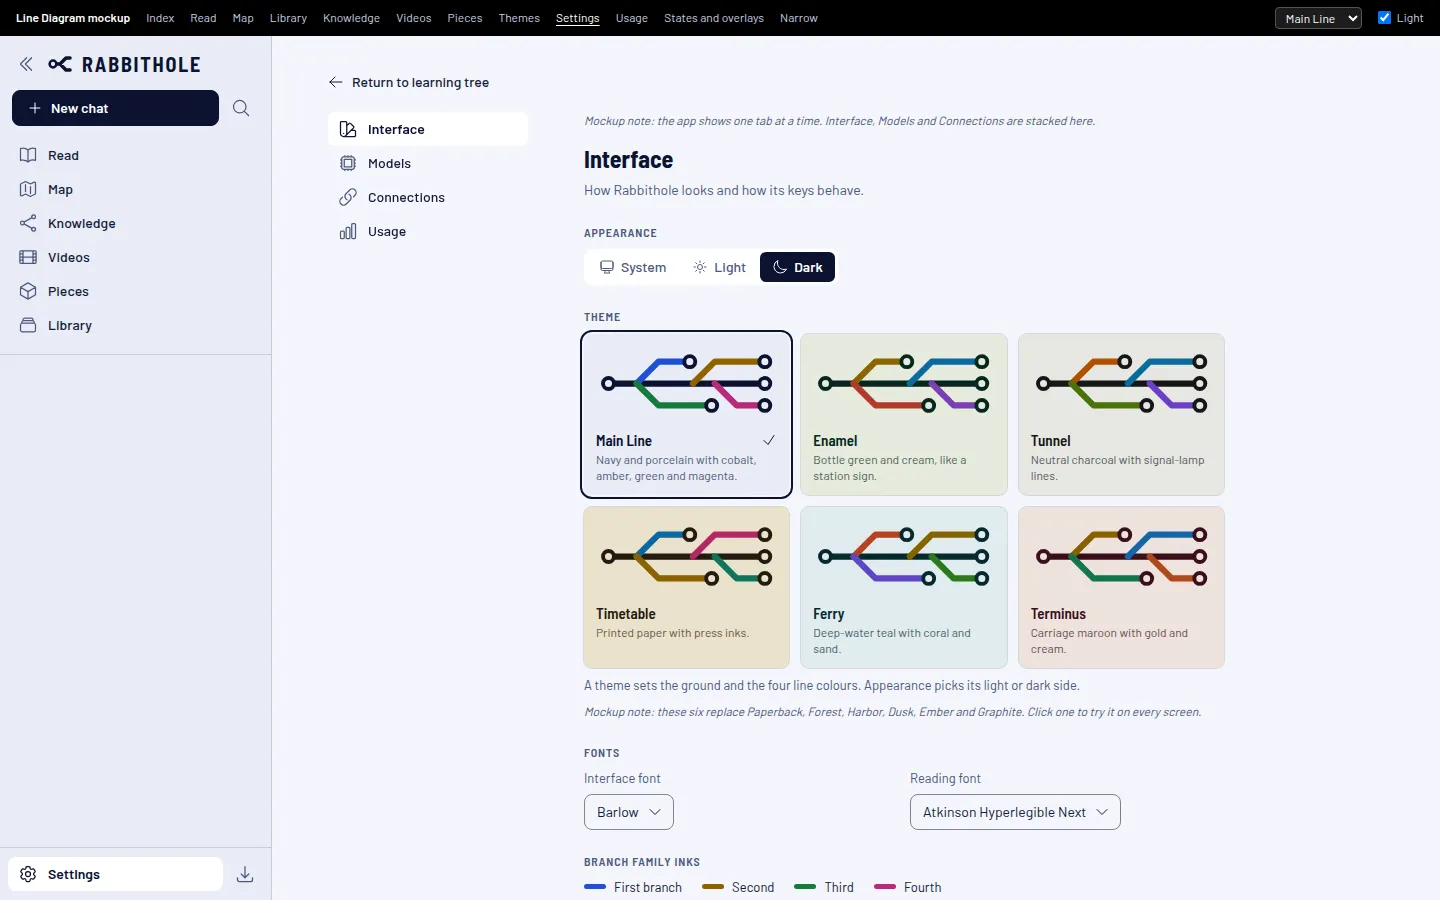 Line Diagram mockup Index Read Map Library Knowledge Videos Pieces Themes Settings Usage States and overlays Narrow Main Line Light
RABBITHOLE
New chat
Read
Map
Knowledge
Videos
Pieces
Library
Settings
Return to learning tree
Interface
Models
Connections
Usage
Mockup note: the app shows one tab at a time. Interface, Models and Connections are stacked here.
Interface
How Rabbithole looks and how its keys behave.
APPEARANCE
System Light Dark
THEME
Main Line
Navy and porcelain with cobalt,
amber, green and magenta.
Enamel
Bottle green and cream, like a
station sign.
Tunnel
Neutral charcoal with signal-lamp
lines.
Timetable
Printed paper with press inks.
Ferry
Deep-water teal with coral and
sand.
Terminus
Carriage maroon with gold and
cream.
A theme sets the ground and the four line colours. Appearance picks its light or dark side.
Mockup note: these six replace Paperback, Forest, Harbor, Dusk, Ember and Graphite. Click one to try it on every screen.
FONTS
Interface font
Barlow
Reading font
Atkinson Hyperlegible Next
BRANCH FAMILY INKS
First branch Second Third Fourth